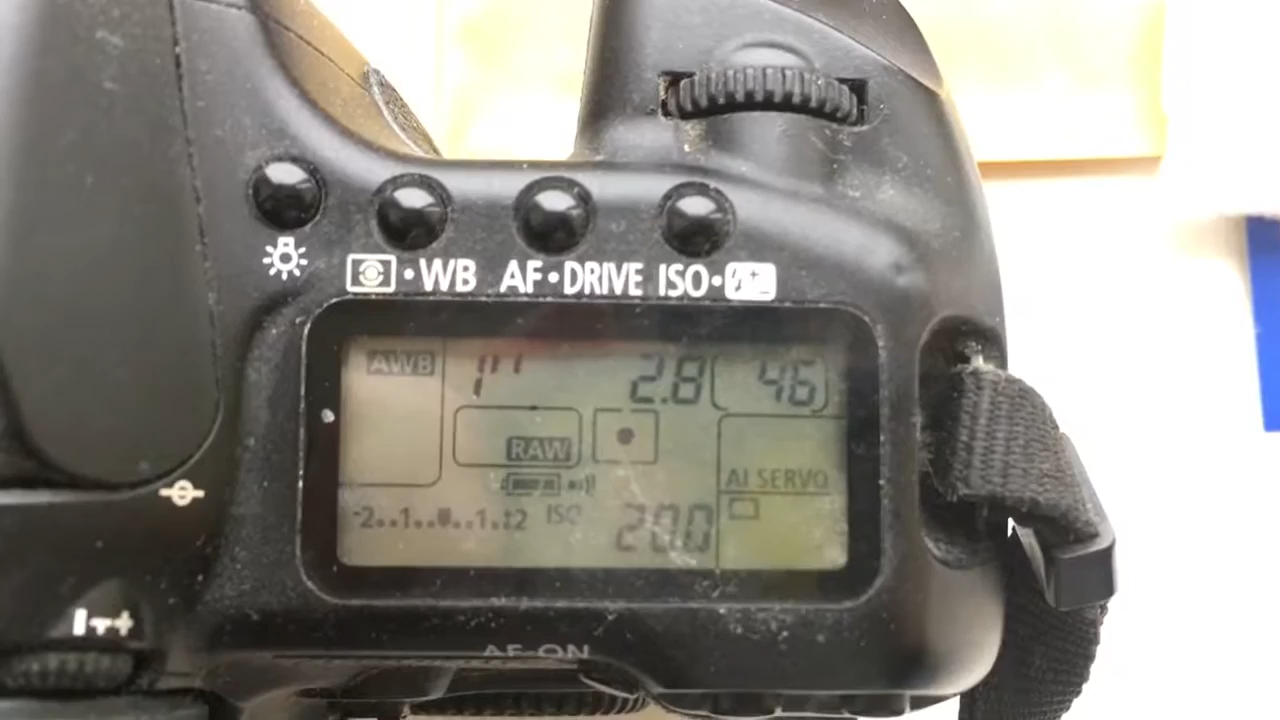 •WB AF•DRIVE ISO•
AWB 1" 2.8 [46]
RAW
AI SERVO
-2..1..0..1.:2 ISO 200
AF-ON